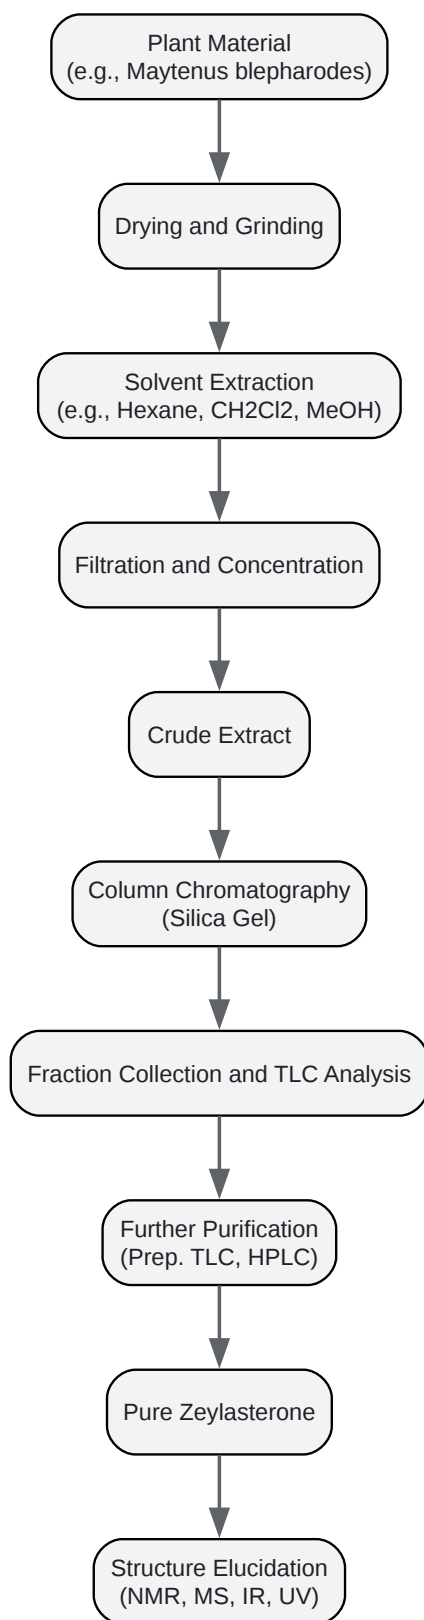 Plant Material
(e.g., Maytenus blepharodes)
Drying and Grinding
Solvent Extraction
(e.g., Hexane, CH2Cl2, MeOH)
Filtration and Concentration
Crude Extract
Column Chromatography
(Silica Gel)
Fraction Collection and TLC Analysis
Further Purification
(Prep. TLC, HPLC)
Pure Zeylasterone
Structure Elucidation
(NMR, MS, IR, UV)